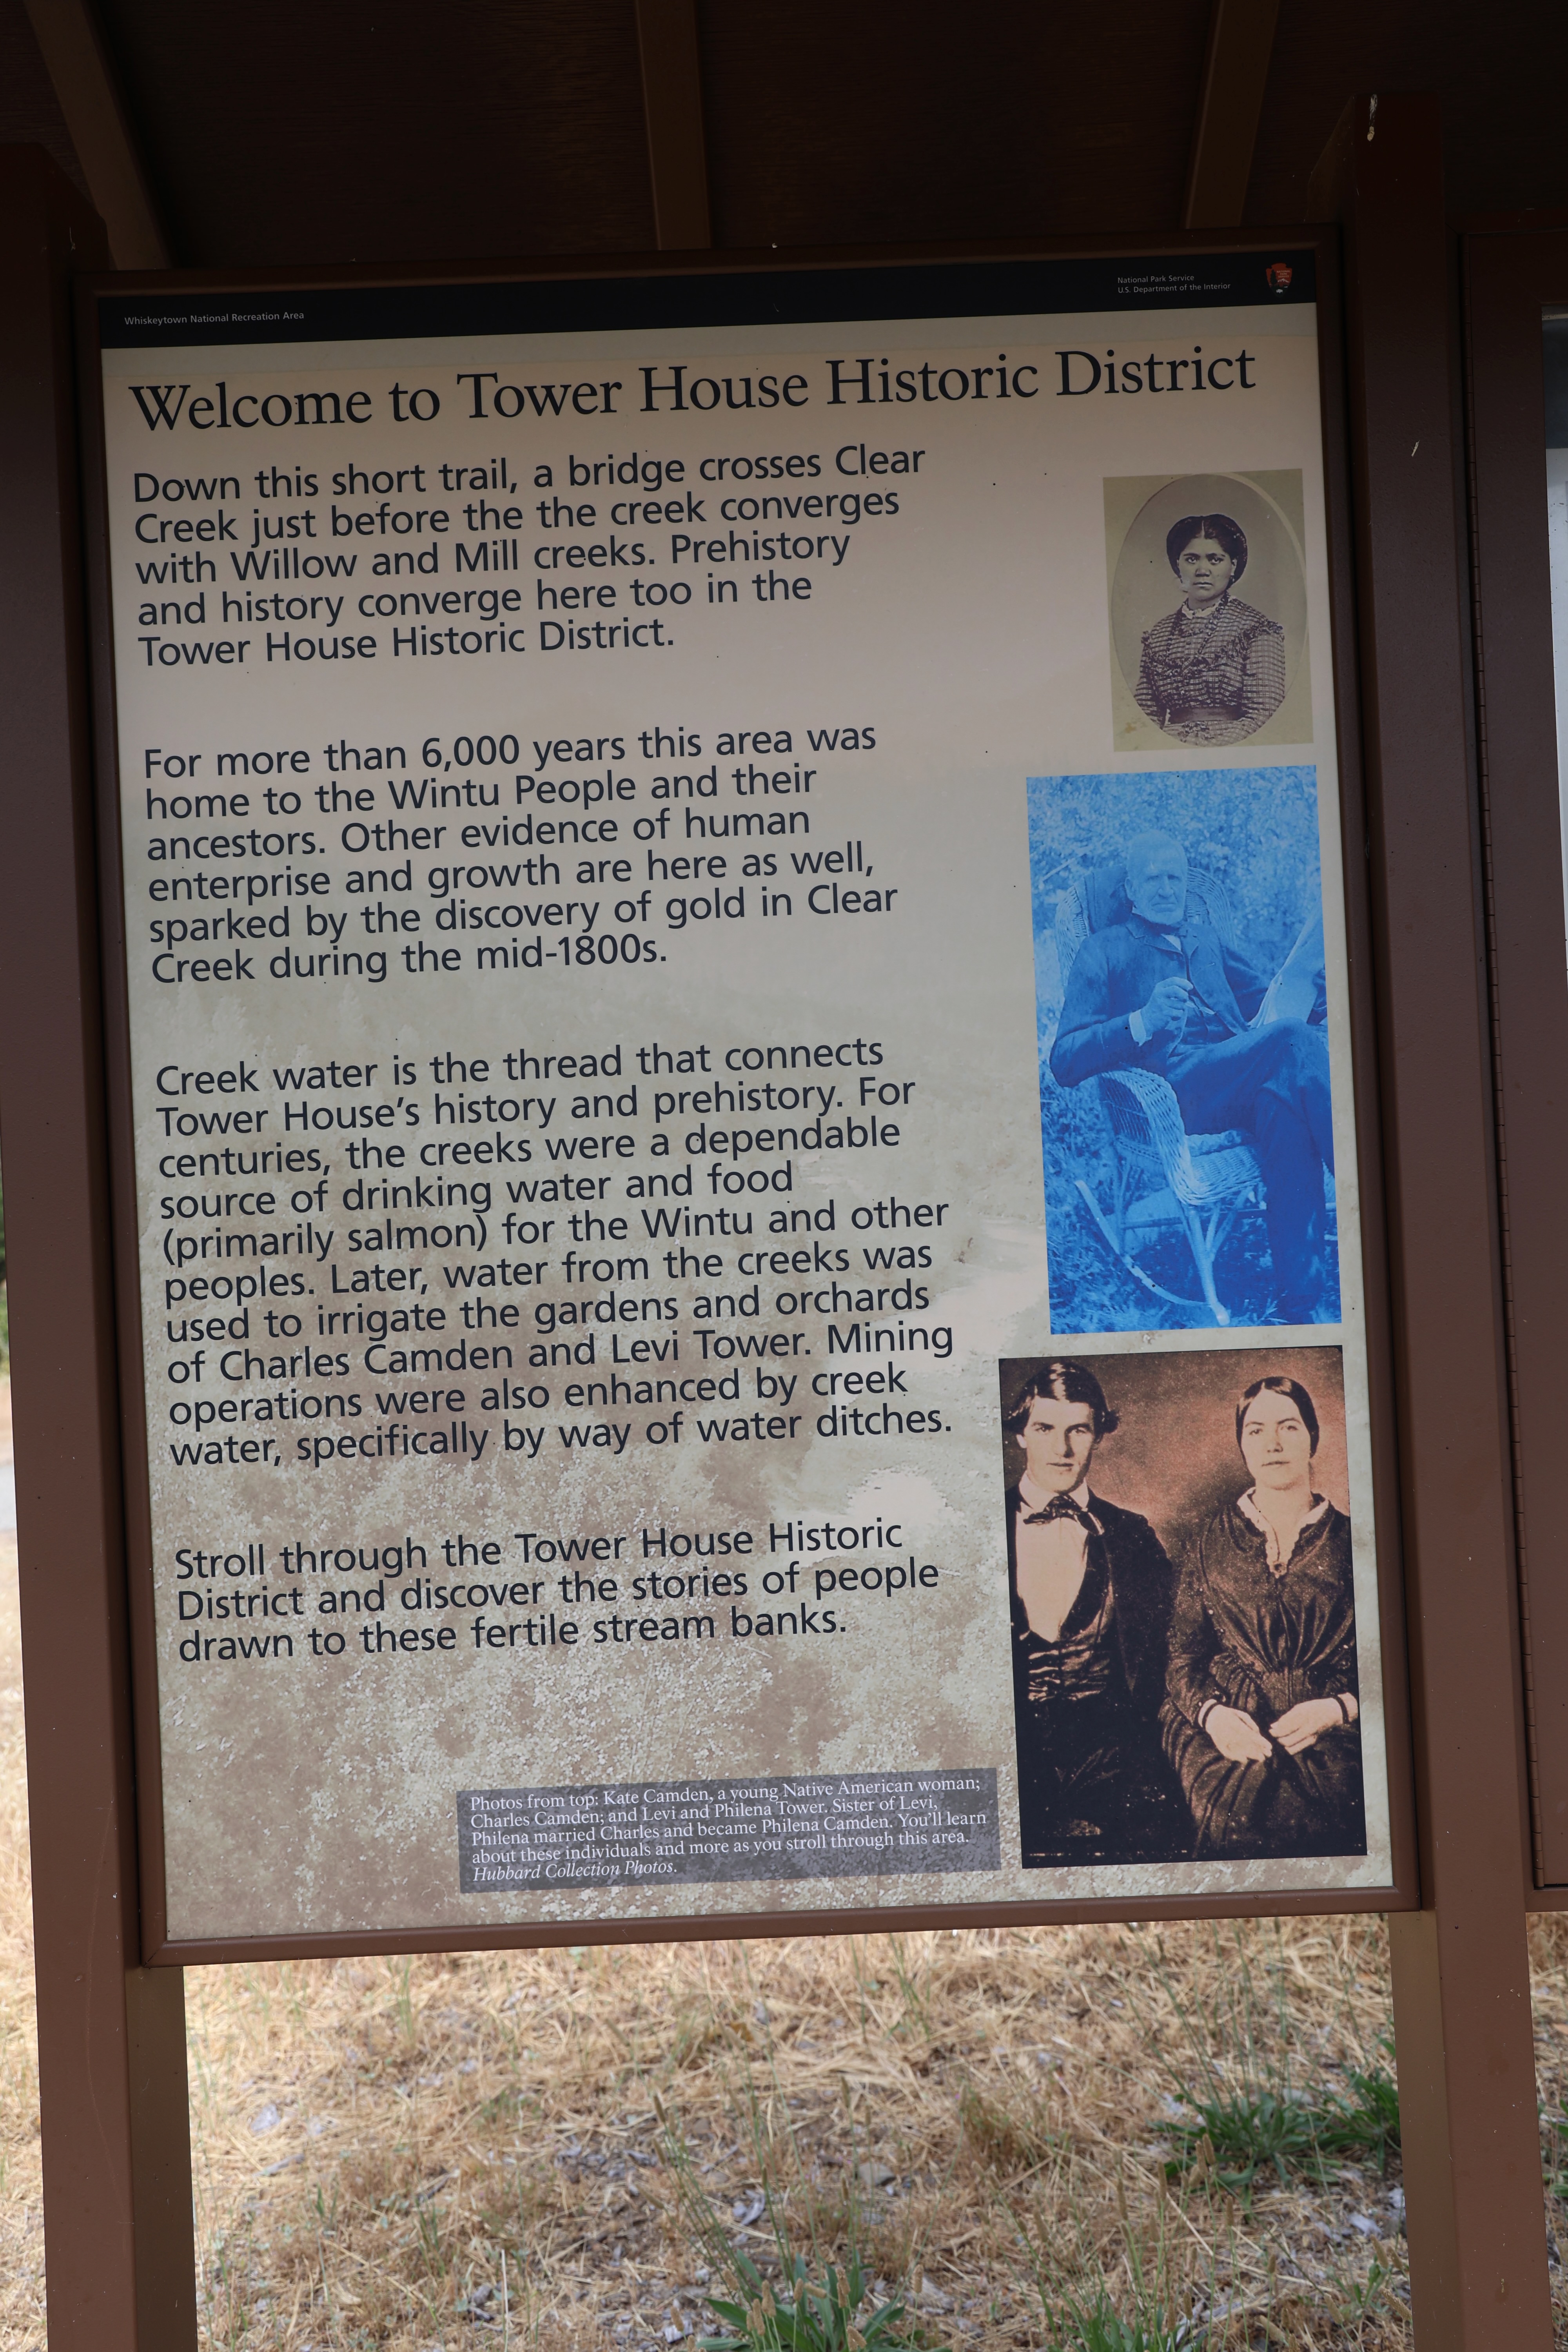 Whiskeytown National Recreation Area
National Park Service
U.S. Department of the Interior
Welcome to Tower House Historic District
Down this short trail, a bridge crosses Clear
Creek just before the the creek converges
with Willow and Mill creeks. Prehistory
and history converge here too in the
Tower House Historic District.
For more than 6,000 years this area was
home to the Wintu People and their
ancestors. Other evidence of human
enterprise and growth are here as well,
sparked by the discovery of gold in Clear
Creek during the mid-1800s.
Creek water is the thread that connects
Tower House’s history and prehistory. For
centuries, the creeks were a dependable
source of drinking water and food
(primarily salmon) for the Wintu and other
peoples. Later, water from the creeks was
used to irrigate the gardens and orchards
of Charles Camden and Levi Tower. Mining
operations were also enhanced by creek
water, specifically by way of water ditches.
Stroll through the Tower House Historic
District and discover the stories of people
drawn to these fertile stream banks.
Photos from top: Kate Camden, a young Native American woman;
Charles Camden; and Levi and Philena Tower. Sister of Levi,
Philena married Charles and became Philena Camden. You’ll learn
about these individuals and more as you stroll through this area.
Hubbard Collection Photos.